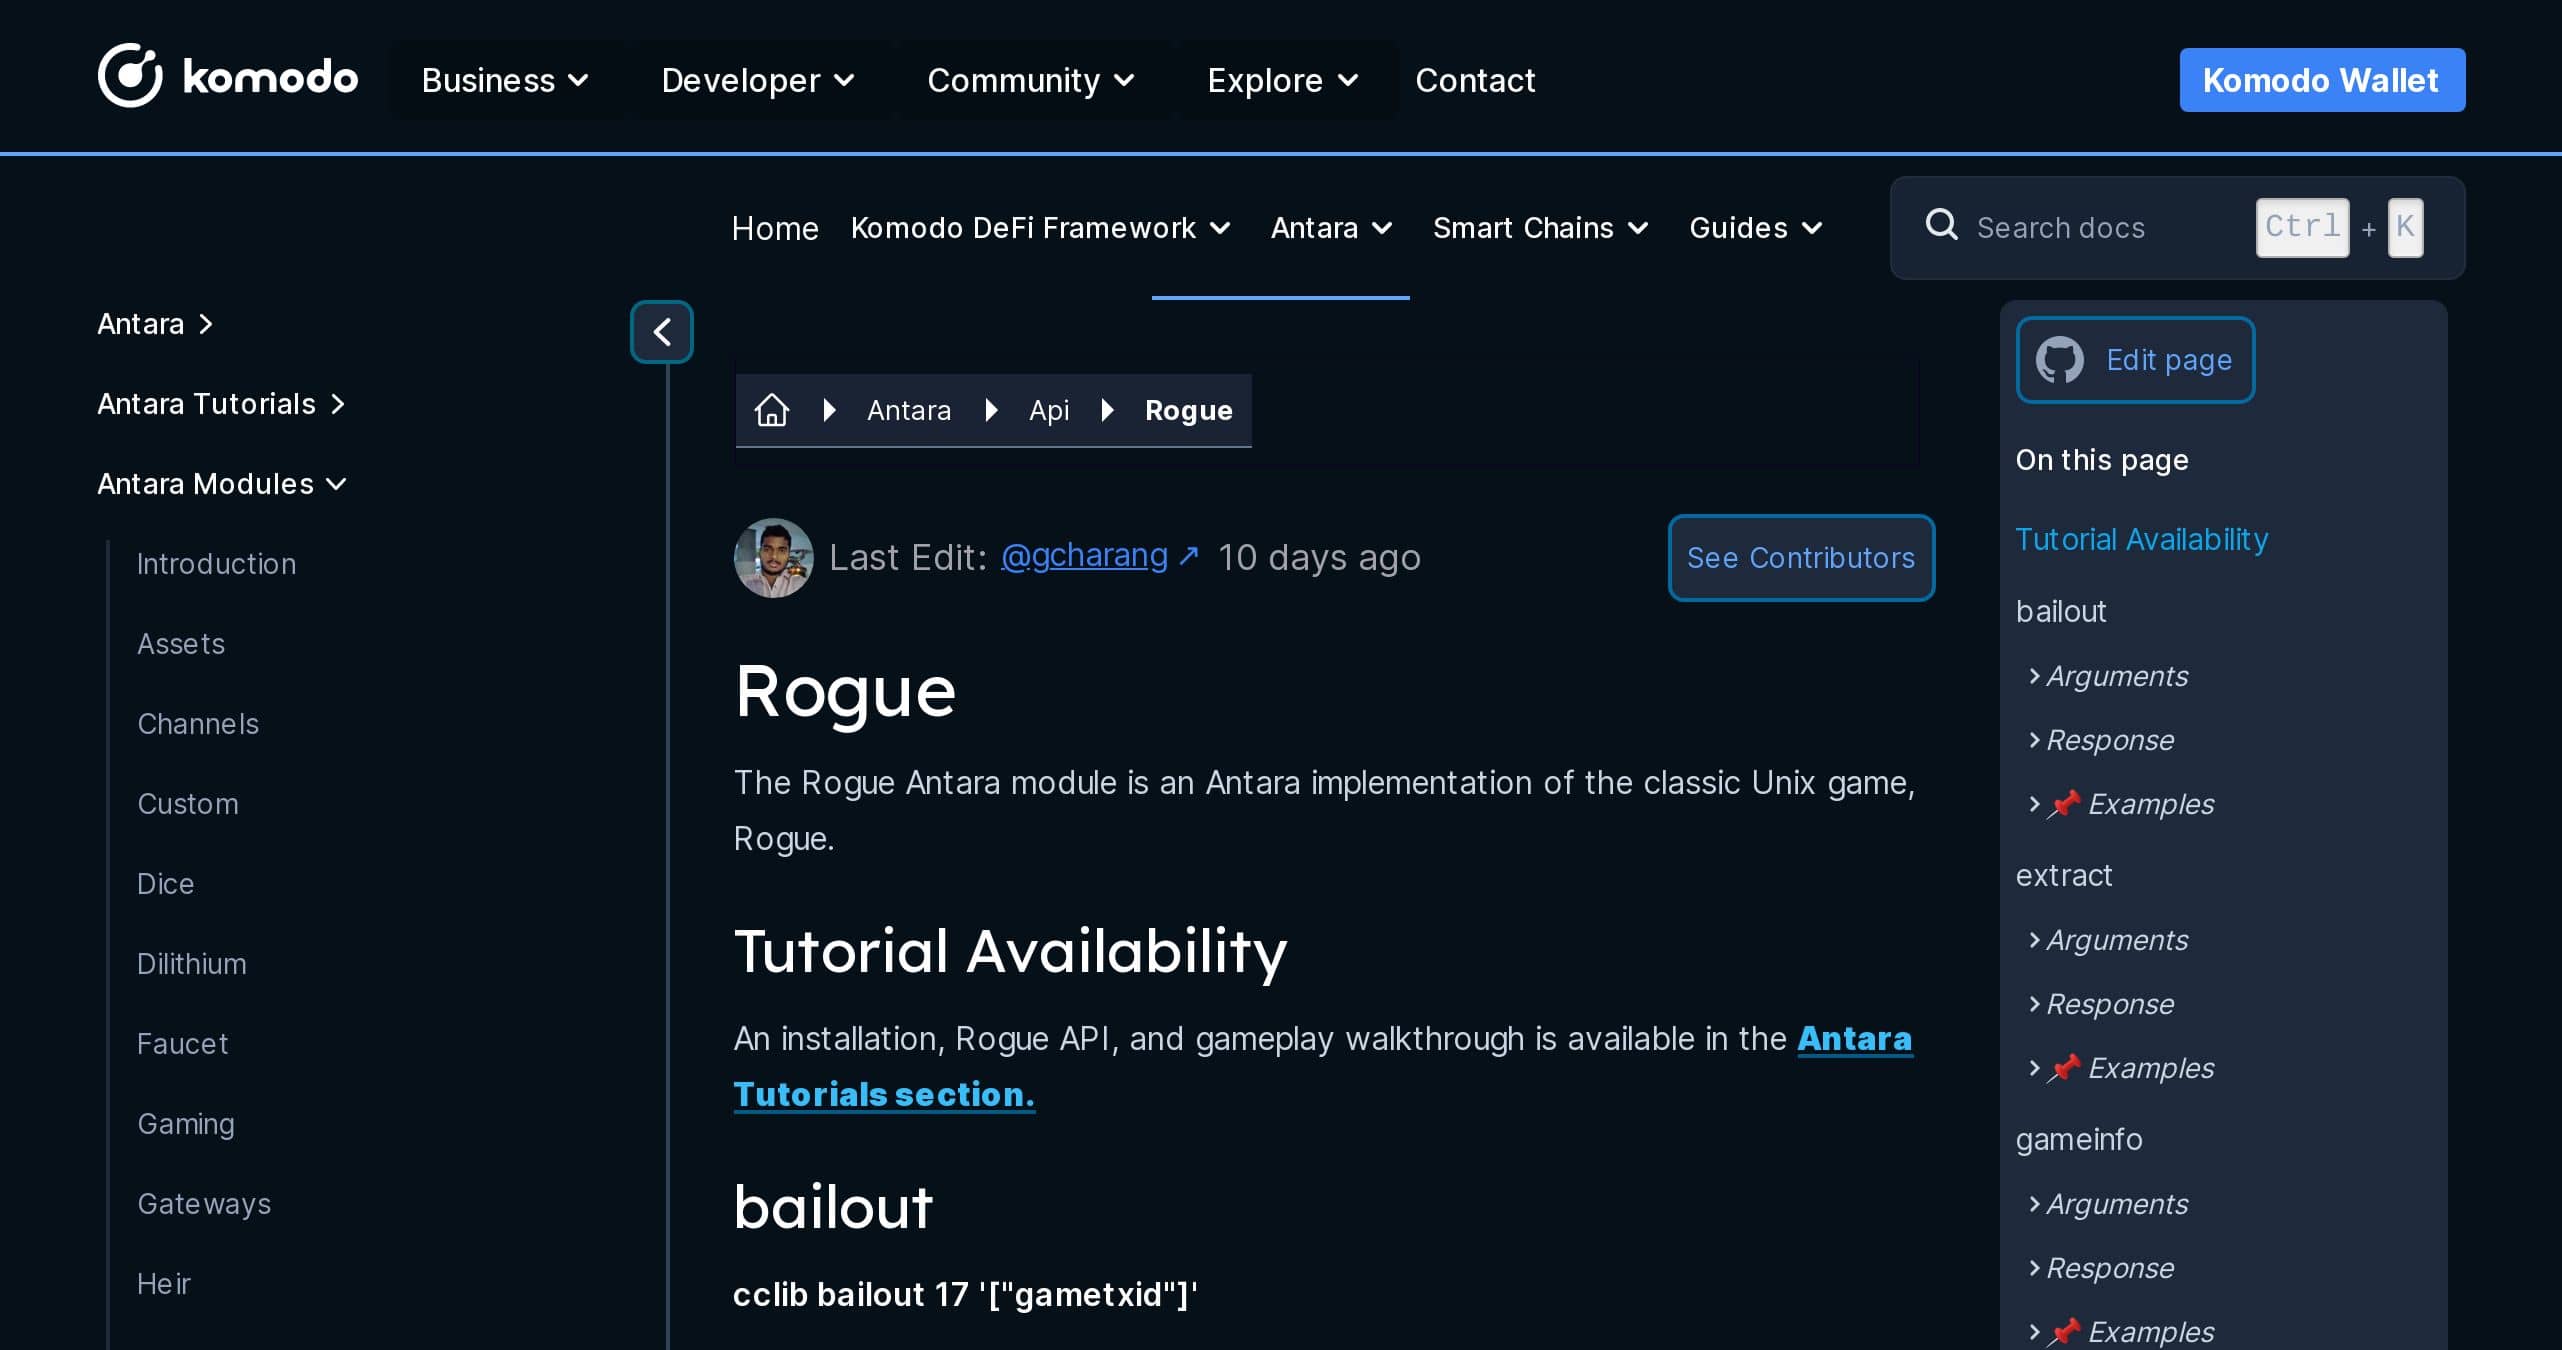 komodo
Business
Developer
Community
Explore
Contact
Komodo Wallet
Home
Komodo DeFi Framework
Antara
Smart Chains
Guides
Search docs
Ctrl + K
Antara
Antara Tutorials
Antara Modules
Introduction
Assets
Channels
Custom
Dice
Dilithium
Faucet
Gaming
Gateways
Heir
Antara
Api
Rogue
Last Edit: @gcharang ↗ 10 days ago
See Contributors
Rogue
The Rogue Antara module is an Antara implementation of the classic Unix game,
Rogue.
Tutorial Availability
An installation, Rogue API, and gameplay walkthrough is available in the Antara
Tutorials section.
bailout
cclib bailout 17 '["gametxid"]'
Edit page
On this page
Tutorial Availability
bailout
Arguments
Response
📌 Examples
extract
Arguments
Response
📌 Examples
gameinfo
Arguments
Response
📌 Examples